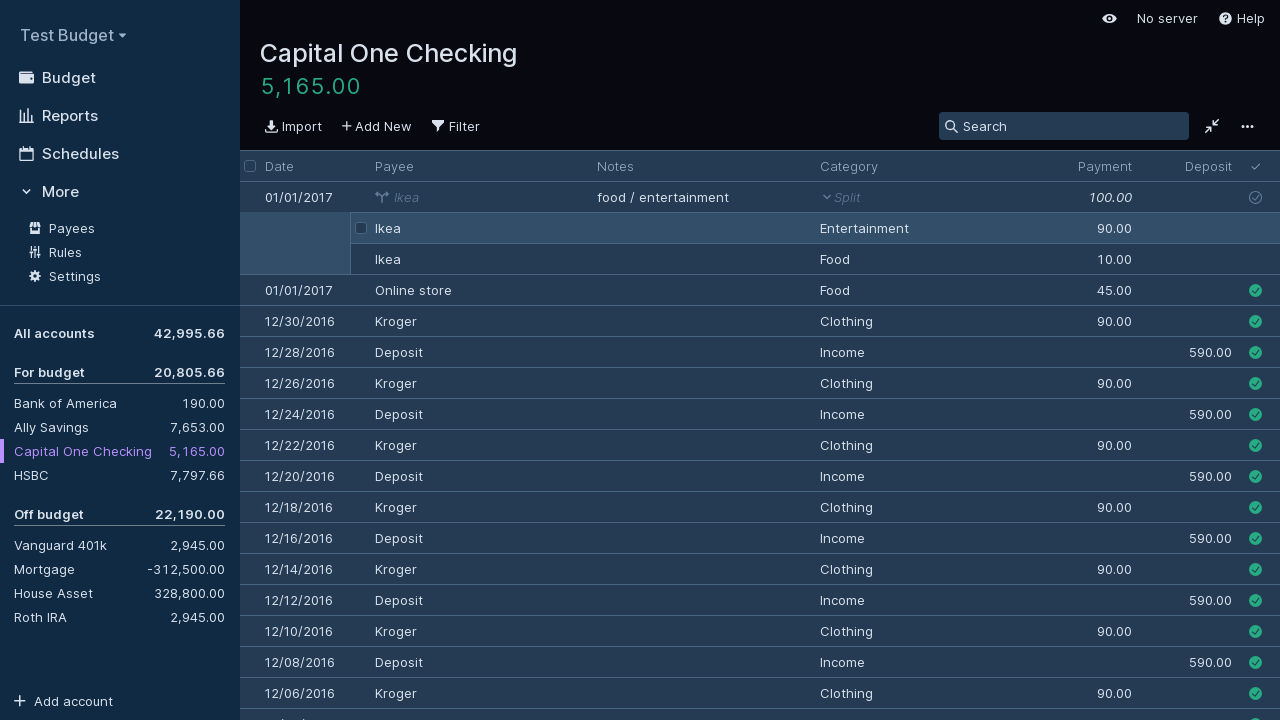 Test Budget
Budget
Reports
Schedules
More
Payees
Rules
Settings
All accounts 42,995.66
For budget 20,805.66
Bank of America 190.00
Ally Savings 7,653.00
Capital One Checking 5,165.00
HSBC 7,797.66
Off budget 22,190.00
Vanguard 401k 2,945.00
Mortgage -312,500.00
House Asset 328,800.00
Roth IRA 2,945.00
Add account
No server Help
Capital One Checking
5,165.00
Import Add New Filter Search
Date Payee Notes Category Payment Deposit
01/01/2017 Ikea food / entertainment Split 100.00
Ikea Entertainment 90.00
Ikea Food 10.00
01/01/2017 Online store Food 45.00
12/30/2016 Kroger Clothing 90.00
12/28/2016 Deposit Income 590.00
12/26/2016 Kroger Clothing 90.00
12/24/2016 Deposit Income 590.00
12/22/2016 Kroger Clothing 90.00
12/20/2016 Deposit Income 590.00
12/18/2016 Kroger Clothing 90.00
12/16/2016 Deposit Income 590.00
12/14/2016 Kroger Clothing 90.00
12/12/2016 Deposit Income 590.00
12/10/2016 Kroger Clothing 90.00
12/08/2016 Deposit Income 590.00
12/06/2016 Kroger Clothing 90.00